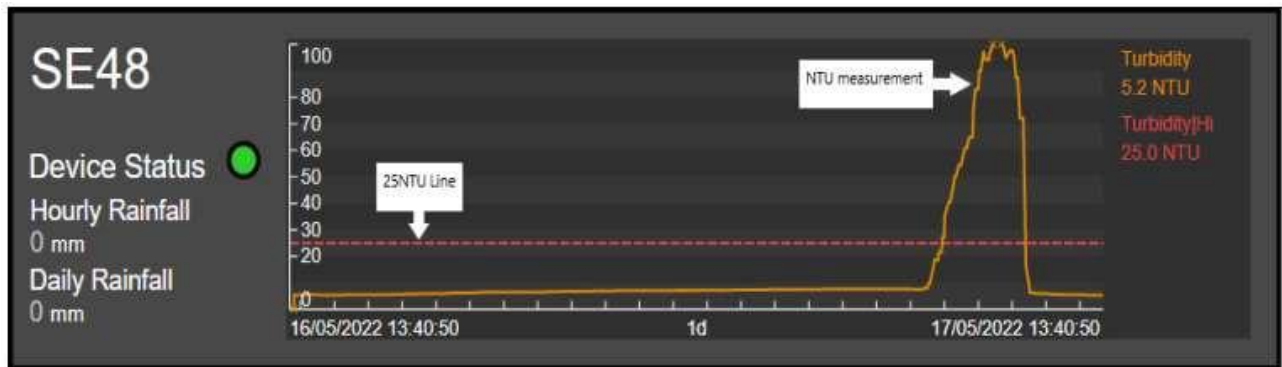 SE48
Device Status
Hourly Rainfall
0 mm
Daily Rainfall
0 mm
100
80
70
60
50
40
30
20
0
25NTU Line
NTU measurement
16/05/2022 13:40:50
1d
17/05/2022 13:40:50
Turbidity
5.2 NTU
Turbidity|Hi
25.0 NTU